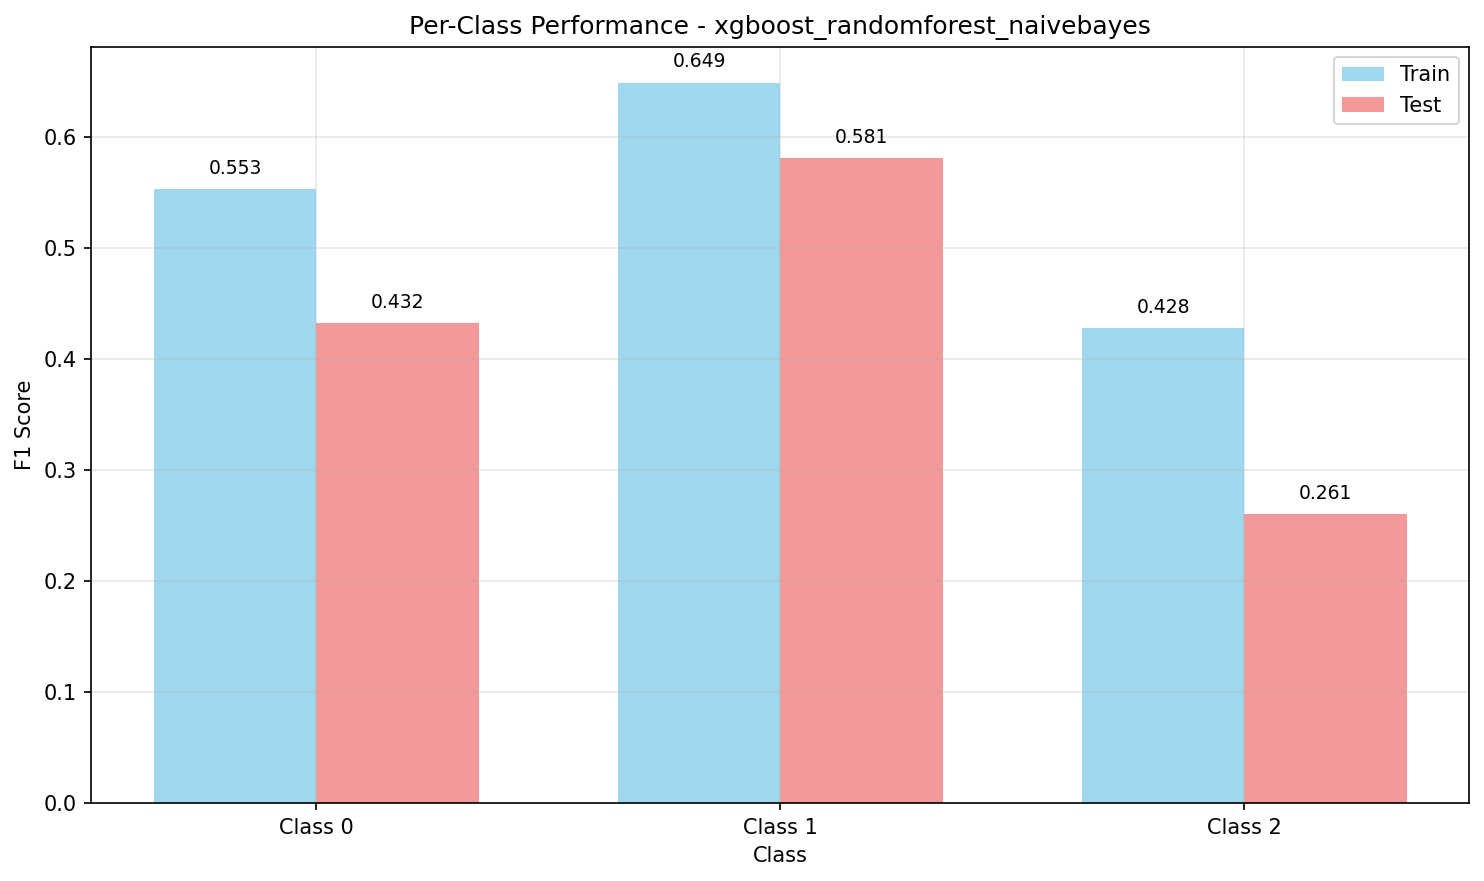 Per-Class Performance - xgboost_randomforest_naivebayes
Train
Test
0.649
0.581
0.553
0.432
0.428
0.261
F1 Score
0.6
0.5
0.4
0.3
0.2
0.1
0.0
Class 0
Class 1
Class 2
Class